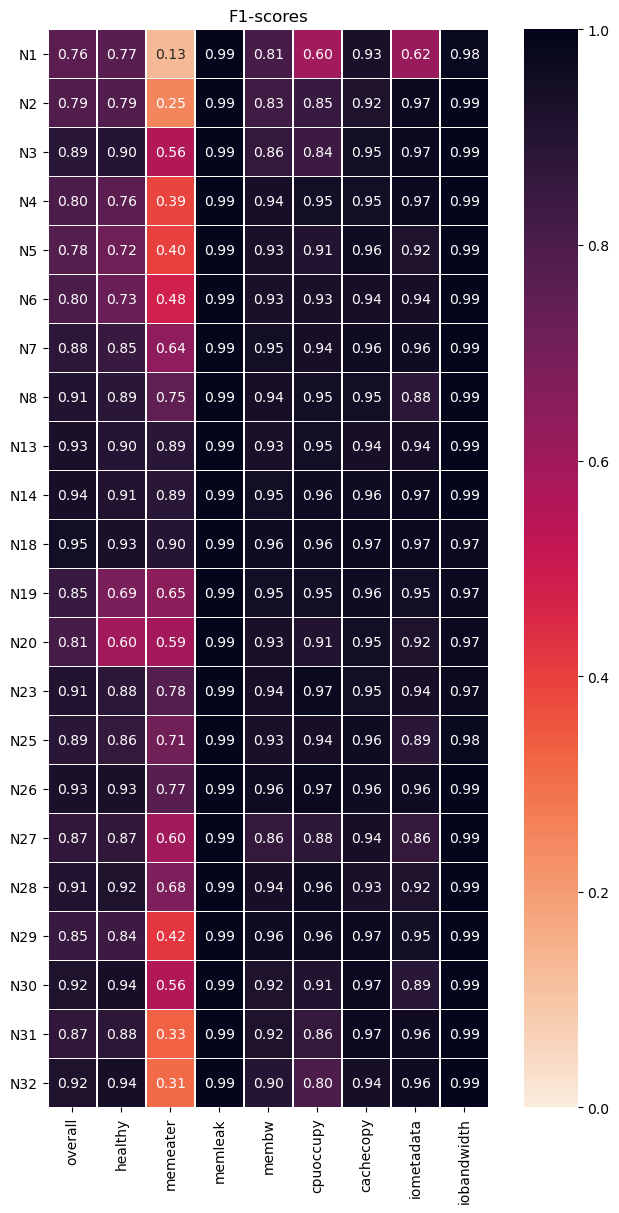 F1-scores
N1 0.76 0.77 0.13 0.99 0.81 0.60 0.93 0.62 0.98
N2 0.79 0.79 0.25 0.99 0.83 0.85 0.92 0.97 0.99
N3 0.89 0.90 0.56 0.99 0.86 0.84 0.95 0.97 0.99
N4 0.80 0.76 0.39 0.99 0.94 0.95 0.95 0.97 0.99
N5 0.78 0.72 0.40 0.99 0.93 0.91 0.96 0.92 0.99
N6 0.80 0.73 0.48 0.99 0.93 0.93 0.94 0.94 0.99
N7 0.88 0.85 0.64 0.99 0.95 0.94 0.96 0.96 0.99
N8 0.91 0.89 0.75 0.99 0.94 0.95 0.95 0.88 0.99
N13 0.93 0.90 0.89 0.99 0.93 0.95 0.94 0.94 0.99
N14 0.94 0.91 0.89 0.99 0.95 0.96 0.96 0.97 0.99
N18 0.95 0.93 0.90 0.99 0.96 0.96 0.97 0.97 0.97
N19 0.85 0.69 0.65 0.99 0.95 0.95 0.96 0.95 0.97
N20 0.81 0.60 0.59 0.99 0.93 0.91 0.95 0.92 0.97
N23 0.91 0.88 0.78 0.99 0.94 0.97 0.95 0.94 0.97
N25 0.89 0.86 0.71 0.99 0.93 0.94 0.96 0.89 0.98
N26 0.93 0.93 0.77 0.99 0.96 0.97 0.96 0.96 0.99
N27 0.87 0.87 0.60 0.99 0.86 0.88 0.94 0.86 0.99
N28 0.91 0.92 0.68 0.99 0.94 0.96 0.93 0.92 0.99
N29 0.85 0.84 0.42 0.99 0.96 0.96 0.97 0.95 0.99
N30 0.92 0.94 0.56 0.99 0.92 0.91 0.97 0.89 0.99
N31 0.87 0.88 0.33 0.99 0.92 0.86 0.97 0.96 0.99
N32 0.92 0.94 0.31 0.99 0.90 0.80 0.94 0.96 0.99
overall healthy memeater memleak membw cpuoccupy cachecopy iometadata iobandwidth
1.0
0.8
0.6
0.4
0.2
0.0